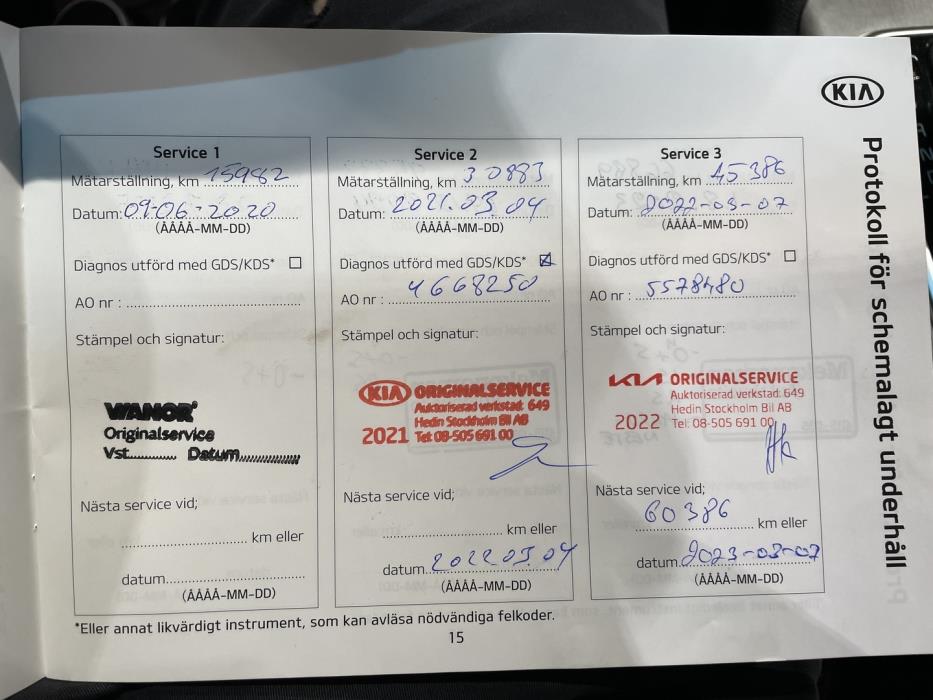 KIA
Protokoll för schemalagt underhåll
Service 1
Mätarställning, km 15982
Datum: 09-06-2020
(ÅÅÅÅ-MM-DD)
Diagnos utförd med GDS/KDS*
AO nr :
Stämpel och signatur:
WANOR
Originalservice
Vst........... Datum...............
Nästa service vid;
km eller
datum
(ÅÅÅÅ-MM-DD)
Service 2
Mätarställning, km 30883
Datum: 2021.03.04
(ÅÅÅÅ-MM-DD)
Diagnos utförd med GDS/KDS*
AO nr : 4668250
Stämpel och signatur:
KIA ORIGINALSERVICE
Auktoriserad verkstad: 649
Hedin Stockholm Bil AB
2021 Tel: 08-505 691 00
Nästa service vid;
km eller
datum 2022.03.04
(ÅÅÅÅ-MM-DD)
Service 3
Mätarställning, km 45386
Datum: 2022-03-07
(ÅÅÅÅ-MM-DD)
Diagnos utförd med GDS/KDS*
AO nr : 5578480
Stämpel och signatur:
KIA ORIGINALSERVICE
Auktoriserad verkstad: 649
Hedin Stockholm Bil AB
2022 Tel: 08-505 691 00
Nästa service vid;
60386 km eller
datum 2023-03-07
(ÅÅÅÅ-MM-DD)
*Eller annat likvärdigt instrument, som kan avläsa nödvändiga felkoder.
15